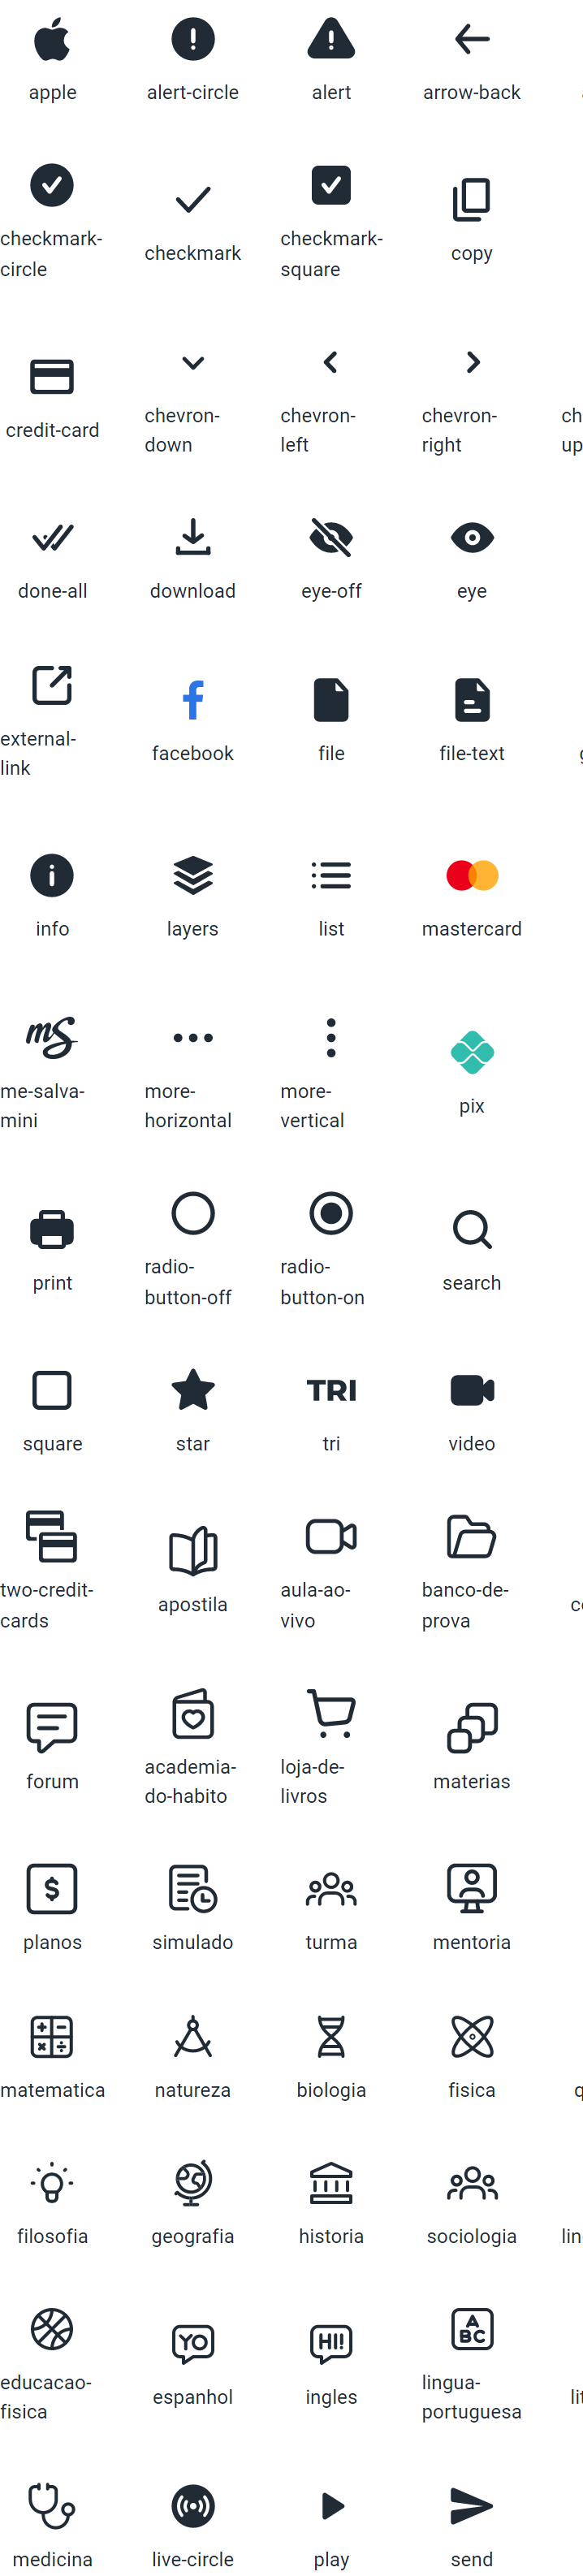 apple
alert-circle
alert
arrow-back
checkmark-
circle
checkmark
checkmark-
square
copy
credit-card
chevron-
down
chevron-
left
chevron-
right
ch
up
done-all
download
eye-off
eye
external-
link
facebook
file
file-text
info
layers
list
mastercard
mS
me-salva-
mini
more-
horizontal
more-
vertical
pix
print
radio-
button-off
radio-
button-on
search
square
star
TRI
tri
video
two-credit-
cards
apostila
aula-ao-
vivo
banco-de-
prova
forum
academia-
do-habito
loja-de-
livros
materias
$
planos
simulado
turma
mentoria
matematica
natureza
biologia
fisica
filosofia
geografia
historia
sociologia
lin
educacao-
fisica
YO
espanhol
HI!
ingles
A
BC
lingua-
portuguesa
lit
medicina
live-circle
play
send